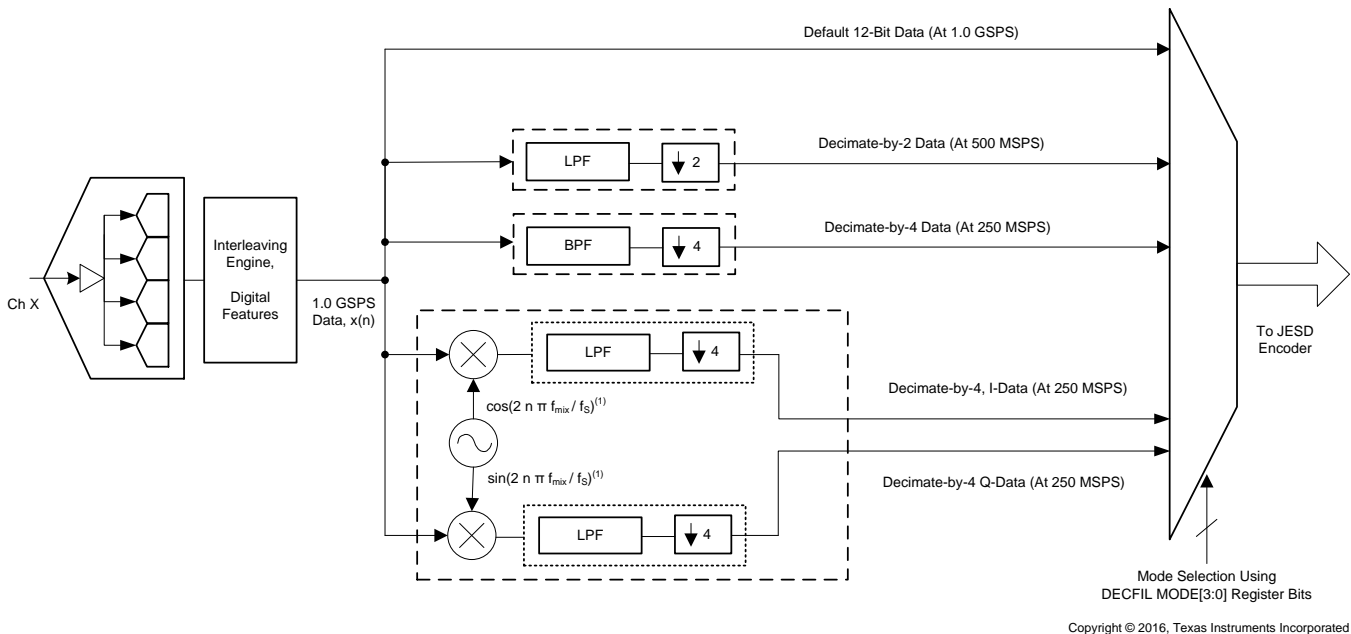 Default 12-Bit Data (At 1.0 GSPS)
LPF
2
Decimate-by-2 Data (At 500 MSPS)
BPF
4
Decimate-by-4 Data (At 250 MSPS)
Ch X
Interleaving
Engine,
Digital
Features
1.0 GSPS
Data, x(n)
LPF
4
cos(2 n π fmix / fS)(1)
Decimate-by-4, I-Data (At 250 MSPS)
sin(2 n π fmix / fS)(1)
Decimate-by-4 Q-Data (At 250 MSPS)
LPF
4
To JESD
Encoder
Mode Selection Using
DECFIL MODE[3:0] Register Bits
Copyright © 2016, Texas Instruments Incorporated